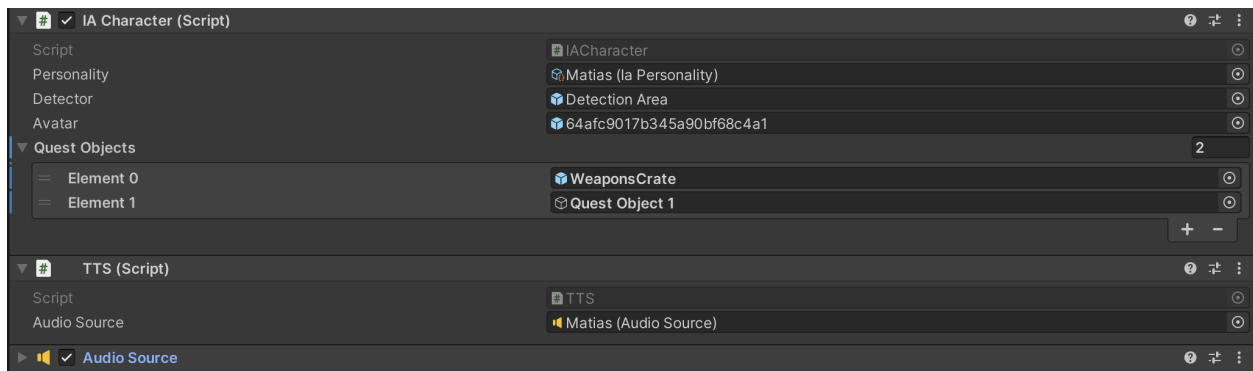 IA Character (Script)
Script IACharacter
Personality Matias (Ia Personality)
Detector Detection Area
Avatar 64afc9017b345a90bf68c4a1
Quest Objects 2
Element 0 WeaponsCrate
Element 1 Quest Object 1
TTS (Script)
Script TTS
Audio Source Matias (Audio Source)
Audio Source